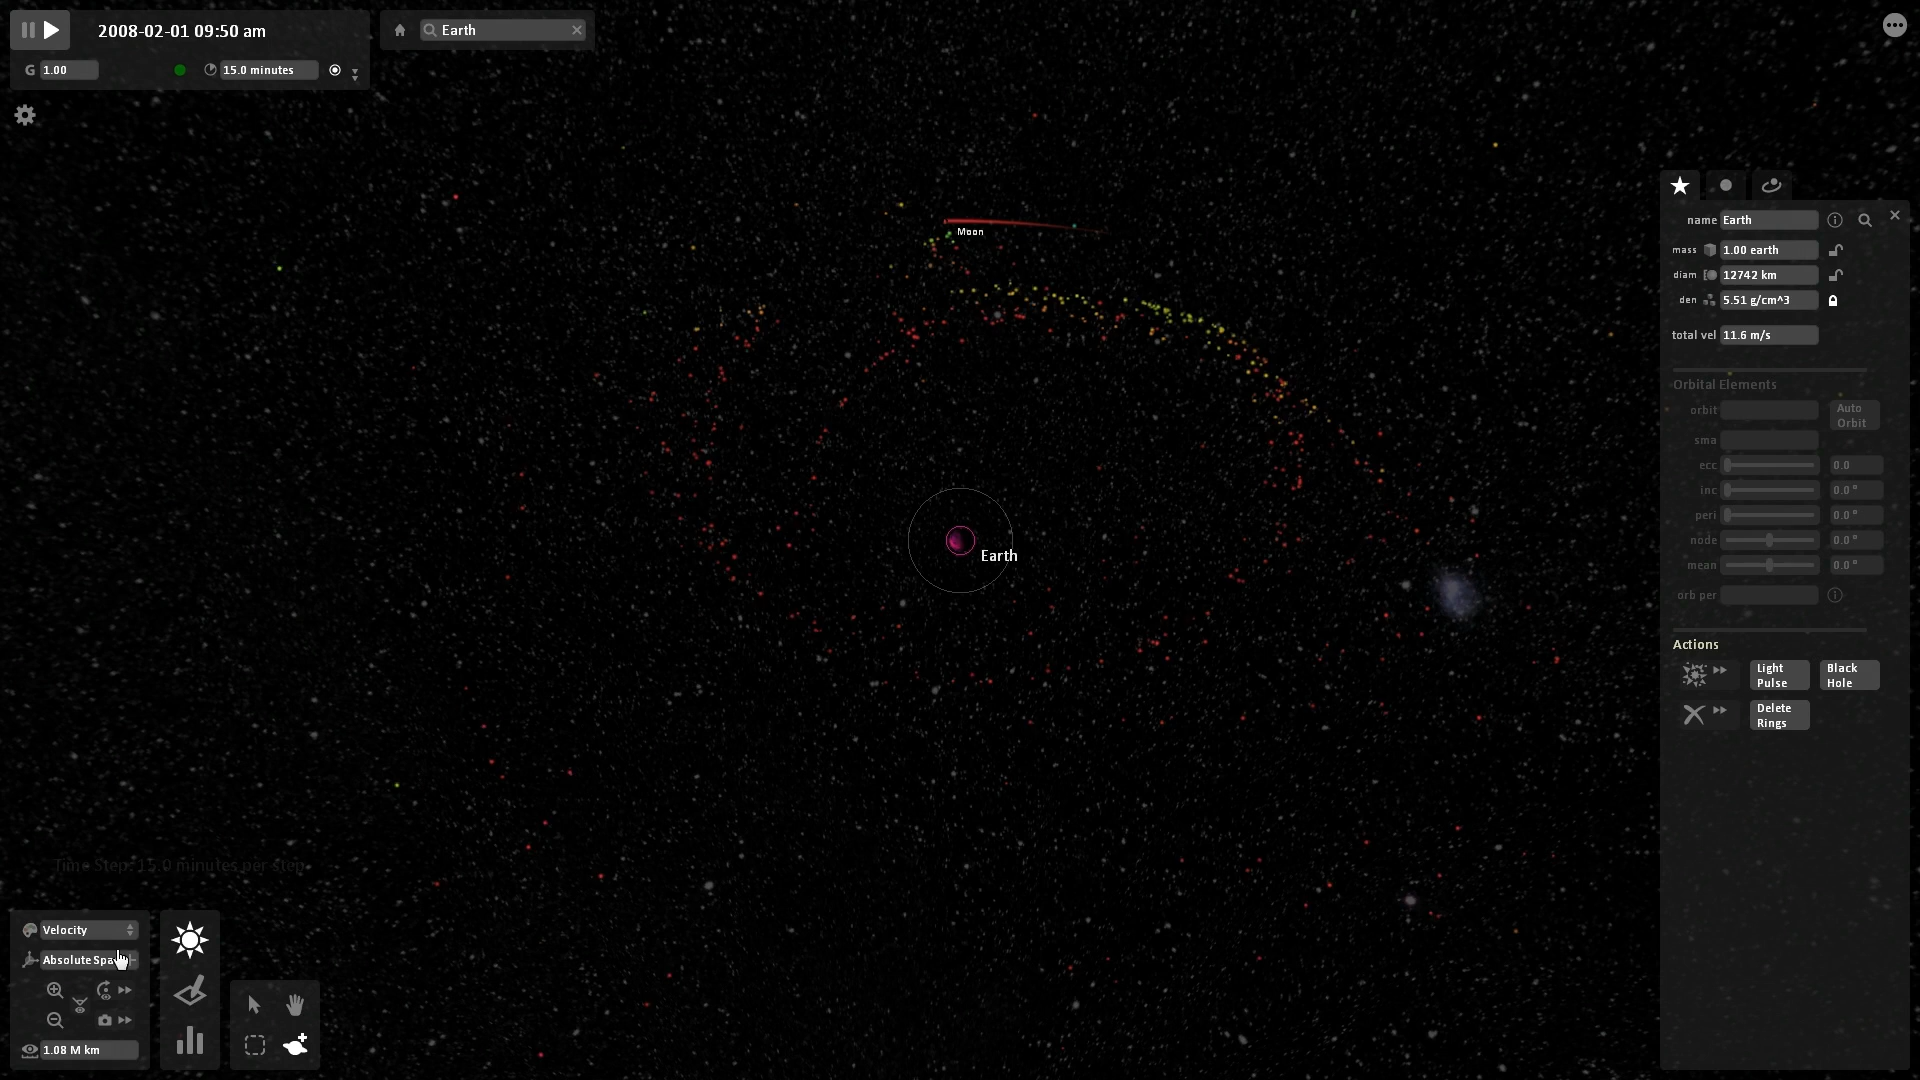 2008-02-01 09:50 am
Earth
G 1.00
15.0 minutes
Moon
Earth
name Earth
mass 1.00 earth
diam 12742 km
den 5.51 g/cm^3
total vel 11.6 m/s
Orbital Elements
orbit
Auto
Orbit
sma
ecc 0.0
inc 0.0 °
peri 0.0 °
node 0.0 °
mean 0.0 °
orb per
Actions
Light
Pulse
Black
Hole
Delete
Rings
Time Step: 15.0 minutes per step
Velocity
Absolute Spa
1.08 M km